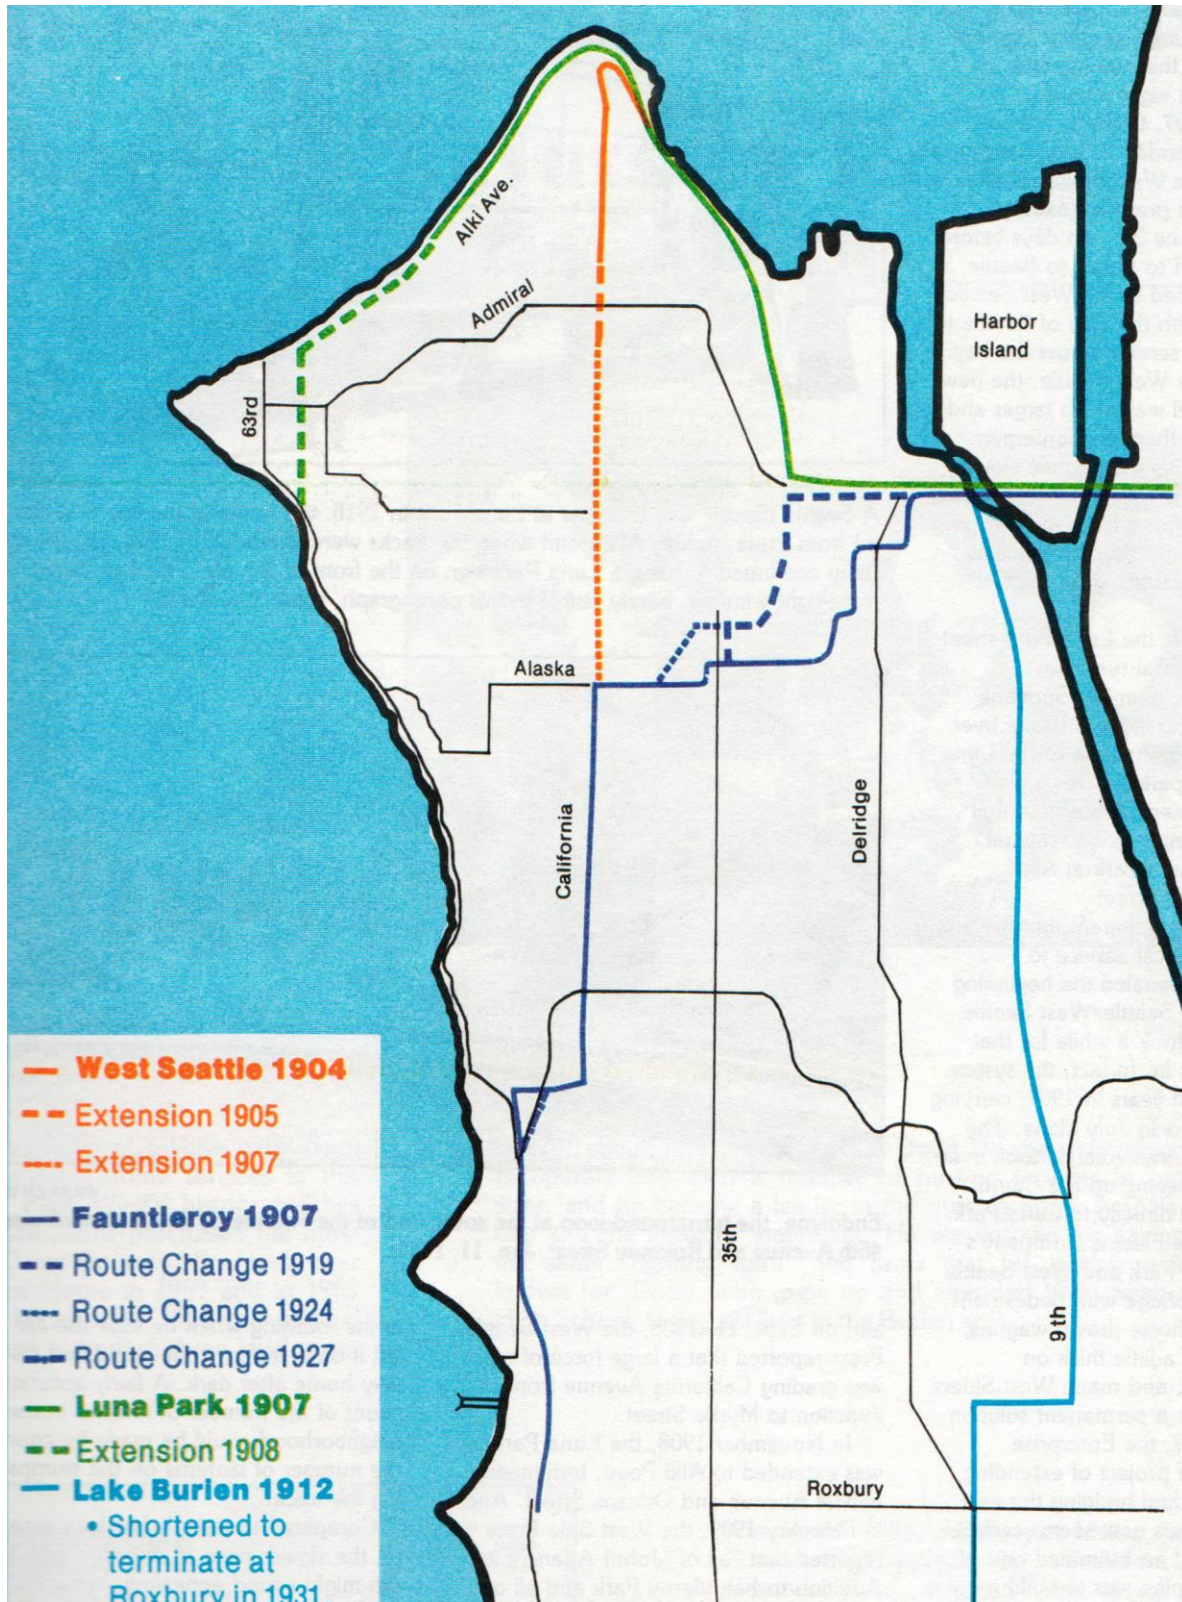 Alki Ave.
Admiral
Harbor
Island
63rd
Alaska
California
Delridge
35th
9th
Roxbury
West Seattle 1904
Extension 1905
Extension 1907
Fauntleroy 1907
Route Change 1919
Route Change 1924
Route Change 1927
Luna Park 1907
Extension 1908
Lake Burien 1912
• Shortened to
terminate at
Roxbury in 1931